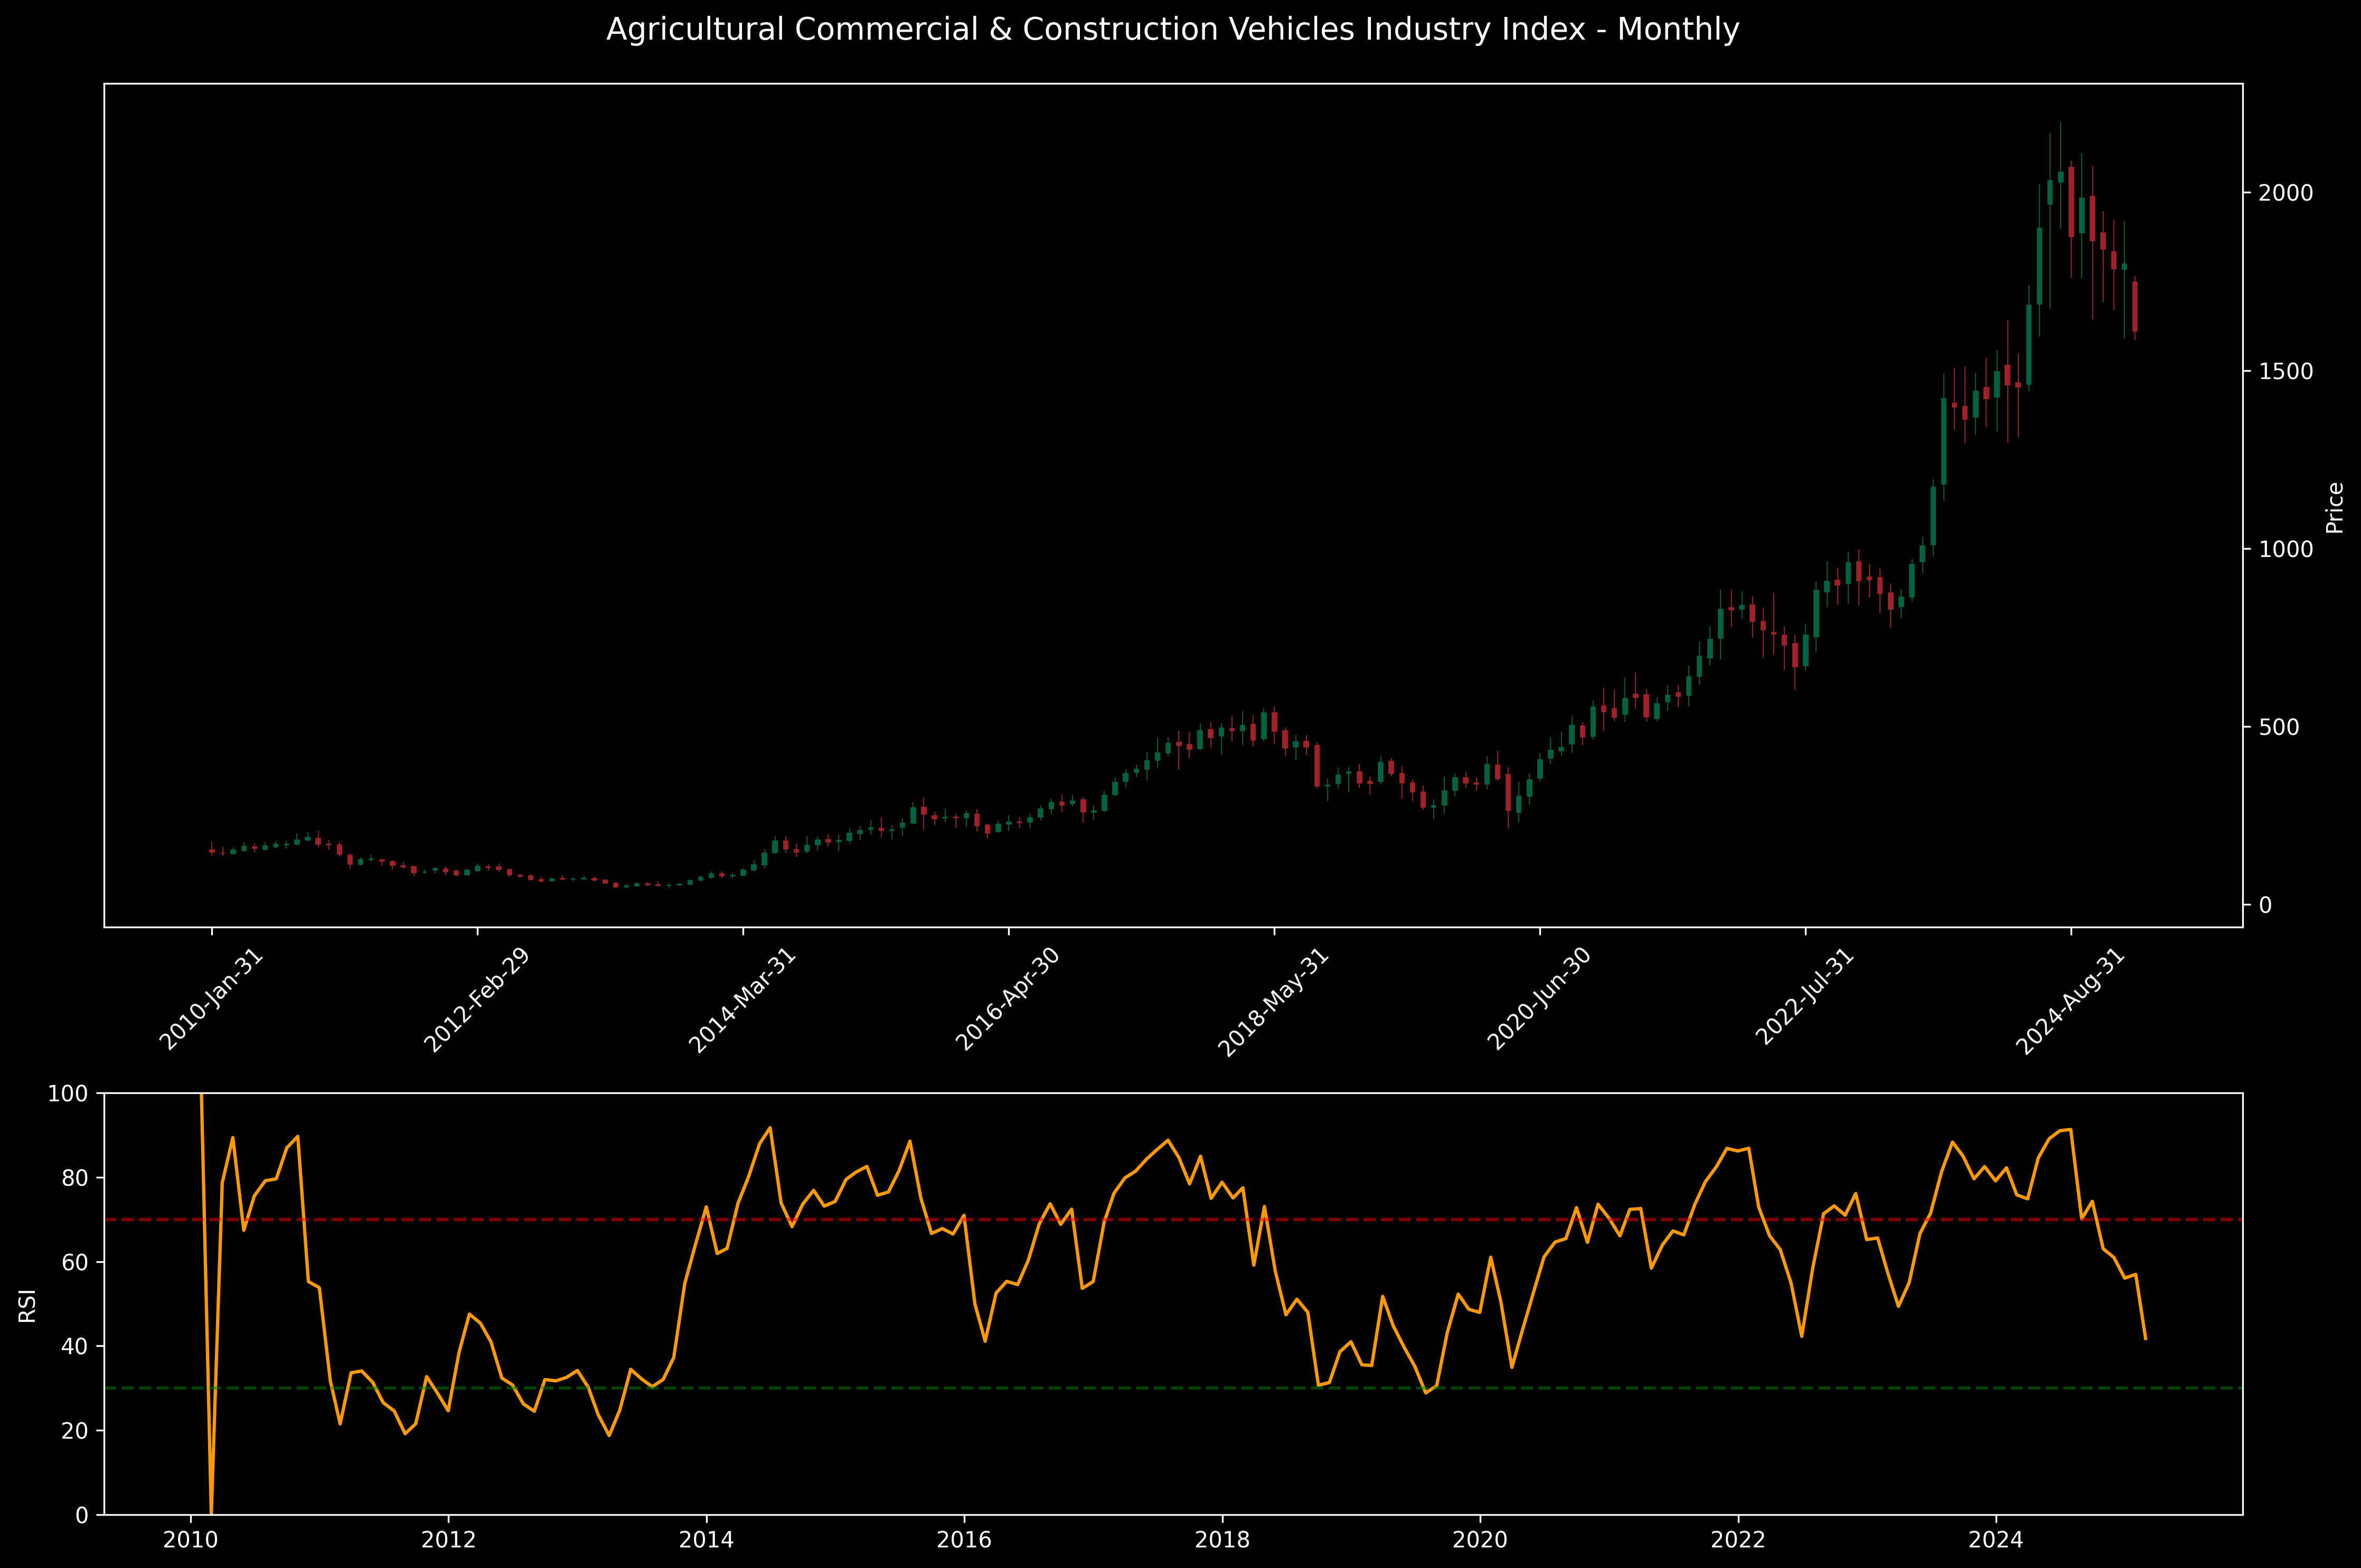 Agricultural Commercial & Construction Vehicles Industry Index - Monthly
2000
1500
1000
500
0
Price
2010-Jan-31
2012-Feb-29
2014-Mar-31
2016-Apr-30
2018-May-31
2020-Jun-30
2022-Jul-31
2024-Aug-31
100
80
60
40
20
0
RSI
2010
2012
2014
2016
2018
2020
2022
2024